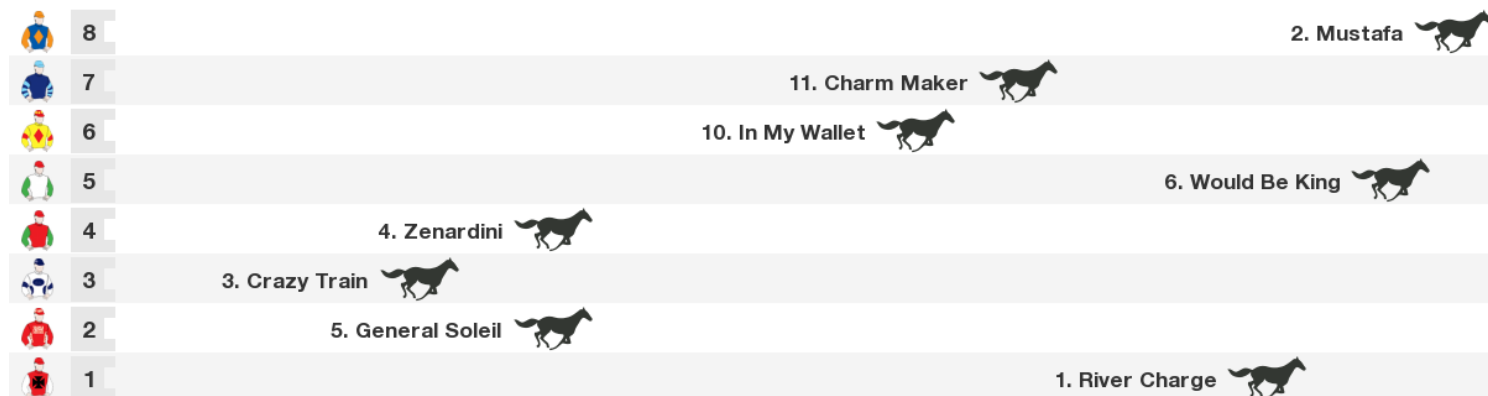 8 2. Mustafa
7 11. Charm Maker
6 10. In My Wallet
5 6. Would Be King
4 4. Zenardini
3 3. Crazy Train
2 5. General Soleil
1 1. River Charge